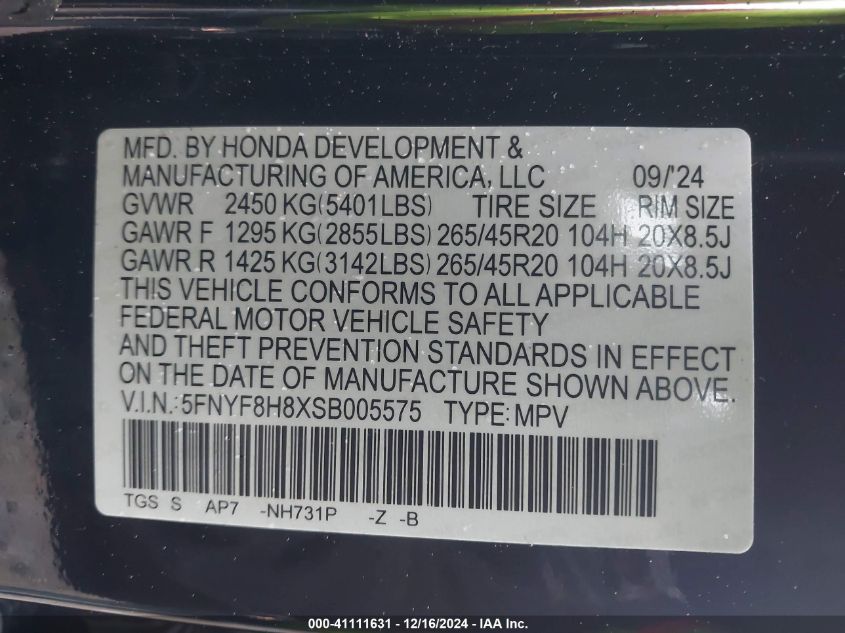 MFD. BY HONDA DEVELOPMENT &
MANUFACTURING OF AMERICA, LLC 09/'24
GVWR 2450 KG(5401LBS) TIRE SIZE RIM SIZE
GAWR F 1295 KG(2855LBS) 265/45R20 104H 20X8.5J
GAWR R 1425 KG(3142LBS) 265/45R20 104H 20X8.5J
THIS VEHICLE CONFORMS TO ALL APPLICABLE
FEDERAL MOTOR VEHICLE SAFETY
AND THEFT PREVENTION STANDARDS IN EFFECT
ON THE DATE OF MANUFACTURE SHOWN ABOVE.
V.I.N.: 5FNYF8H8XSB005575 TYPE: MPV
TGS S AP7 -NH731P -Z -B
000-41111631 - 12/16/2024 - IAA Inc.